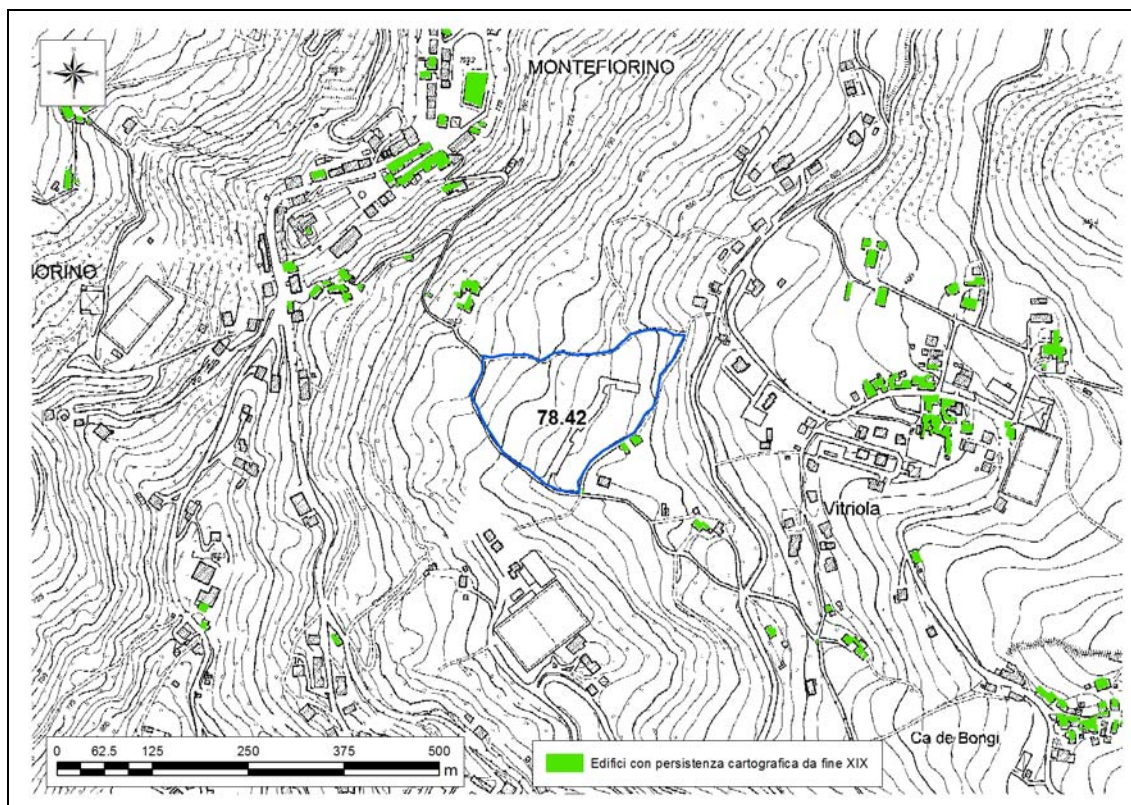 MONTEFIORINO
IORINO
78.42
Vitriola
Ca de Bongi
0 62.5 125 250 375 500
m
Edifici con persistenza cartografica da fine XIX